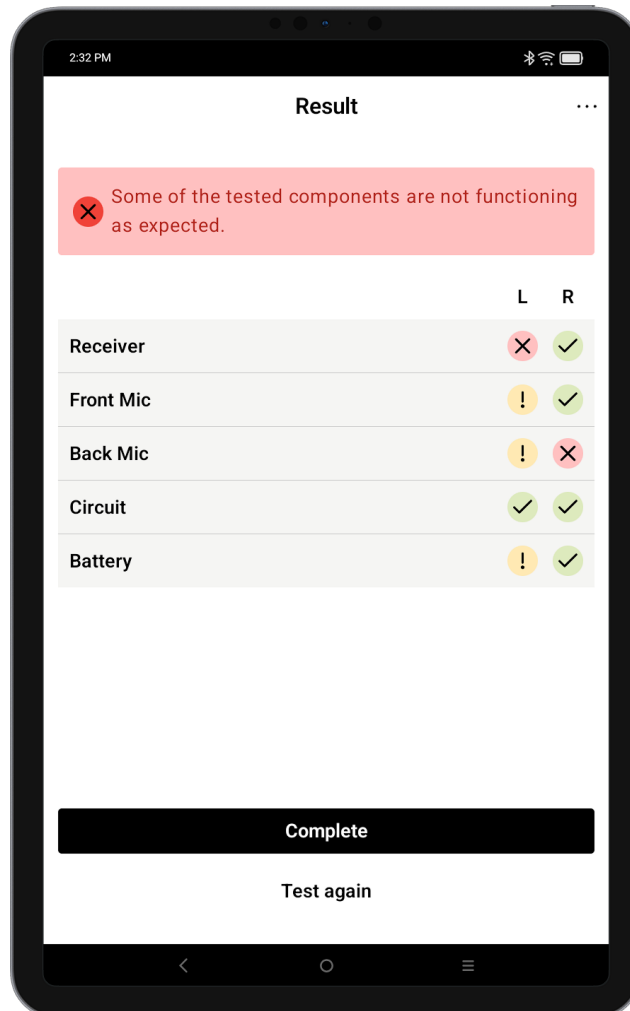 2:32 PM
Result
Some of the tested components are not functioning
as expected.
L R
Receiver
Front Mic
Back Mic
Circuit
Battery
Complete
Test again